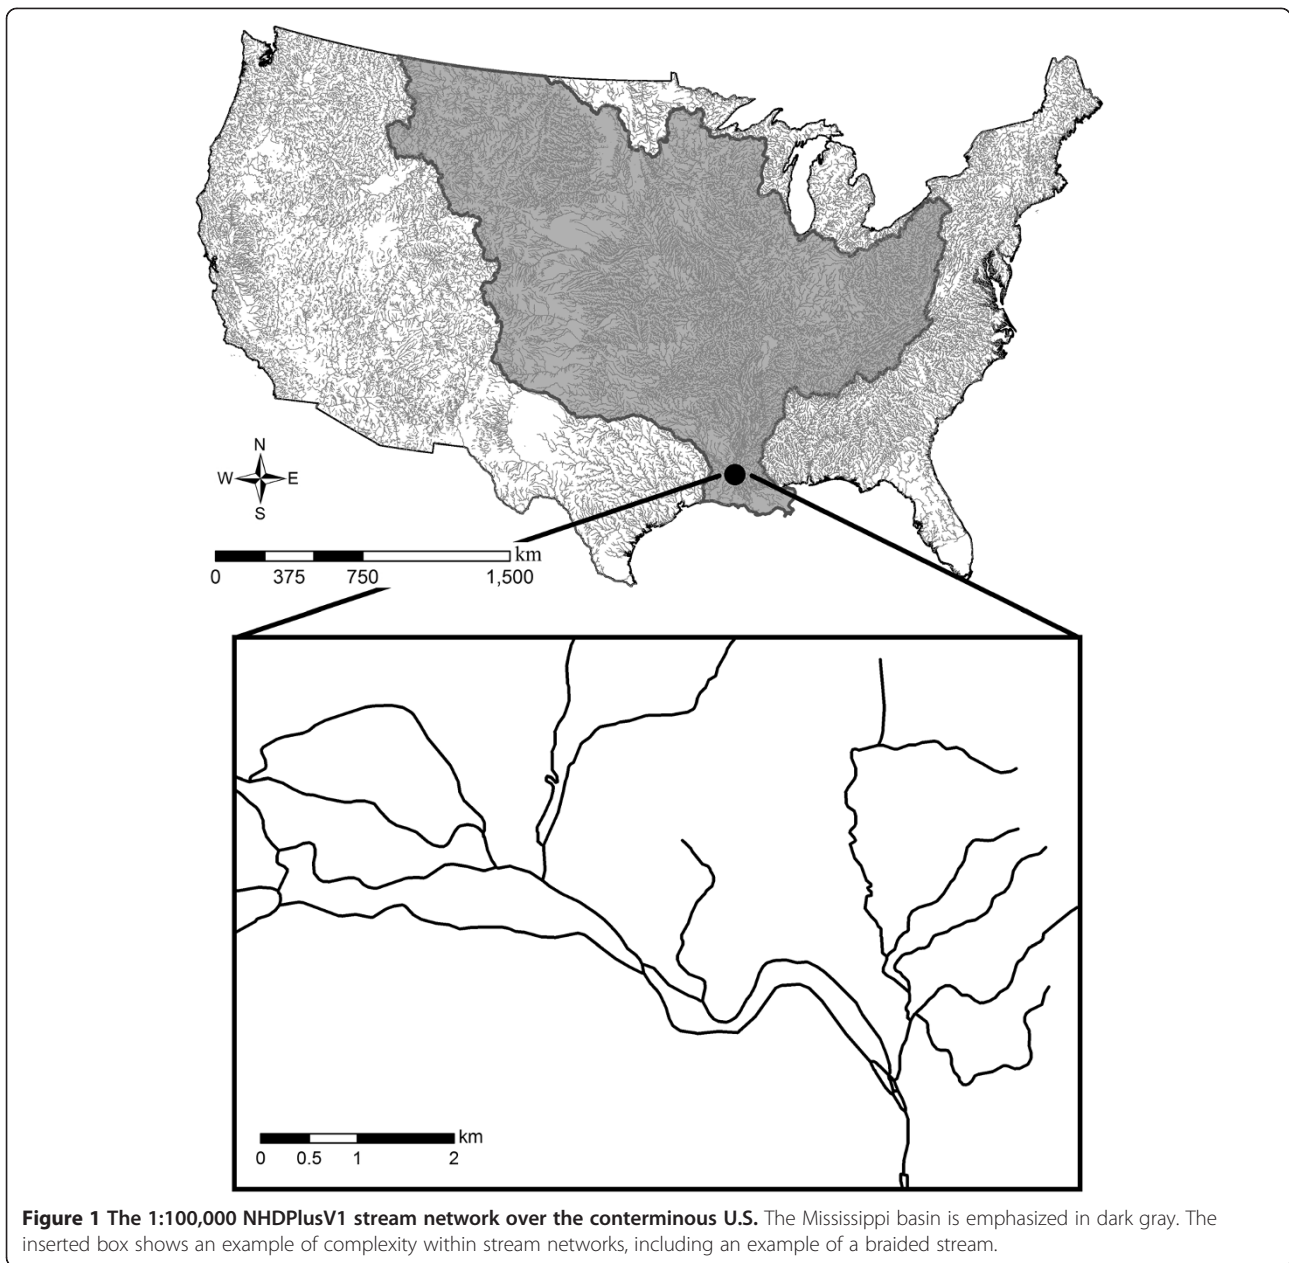 N
W E
S
km
0 375 750 1,500
km
0 0.5 1 2
Figure 1 The 1:100,000 NHDPlusV1 stream network over the conterminous U.S. The Mississippi basin is emphasized in dark gray. The
inserted box shows an example of complexity within stream networks, including an example of a braided stream.